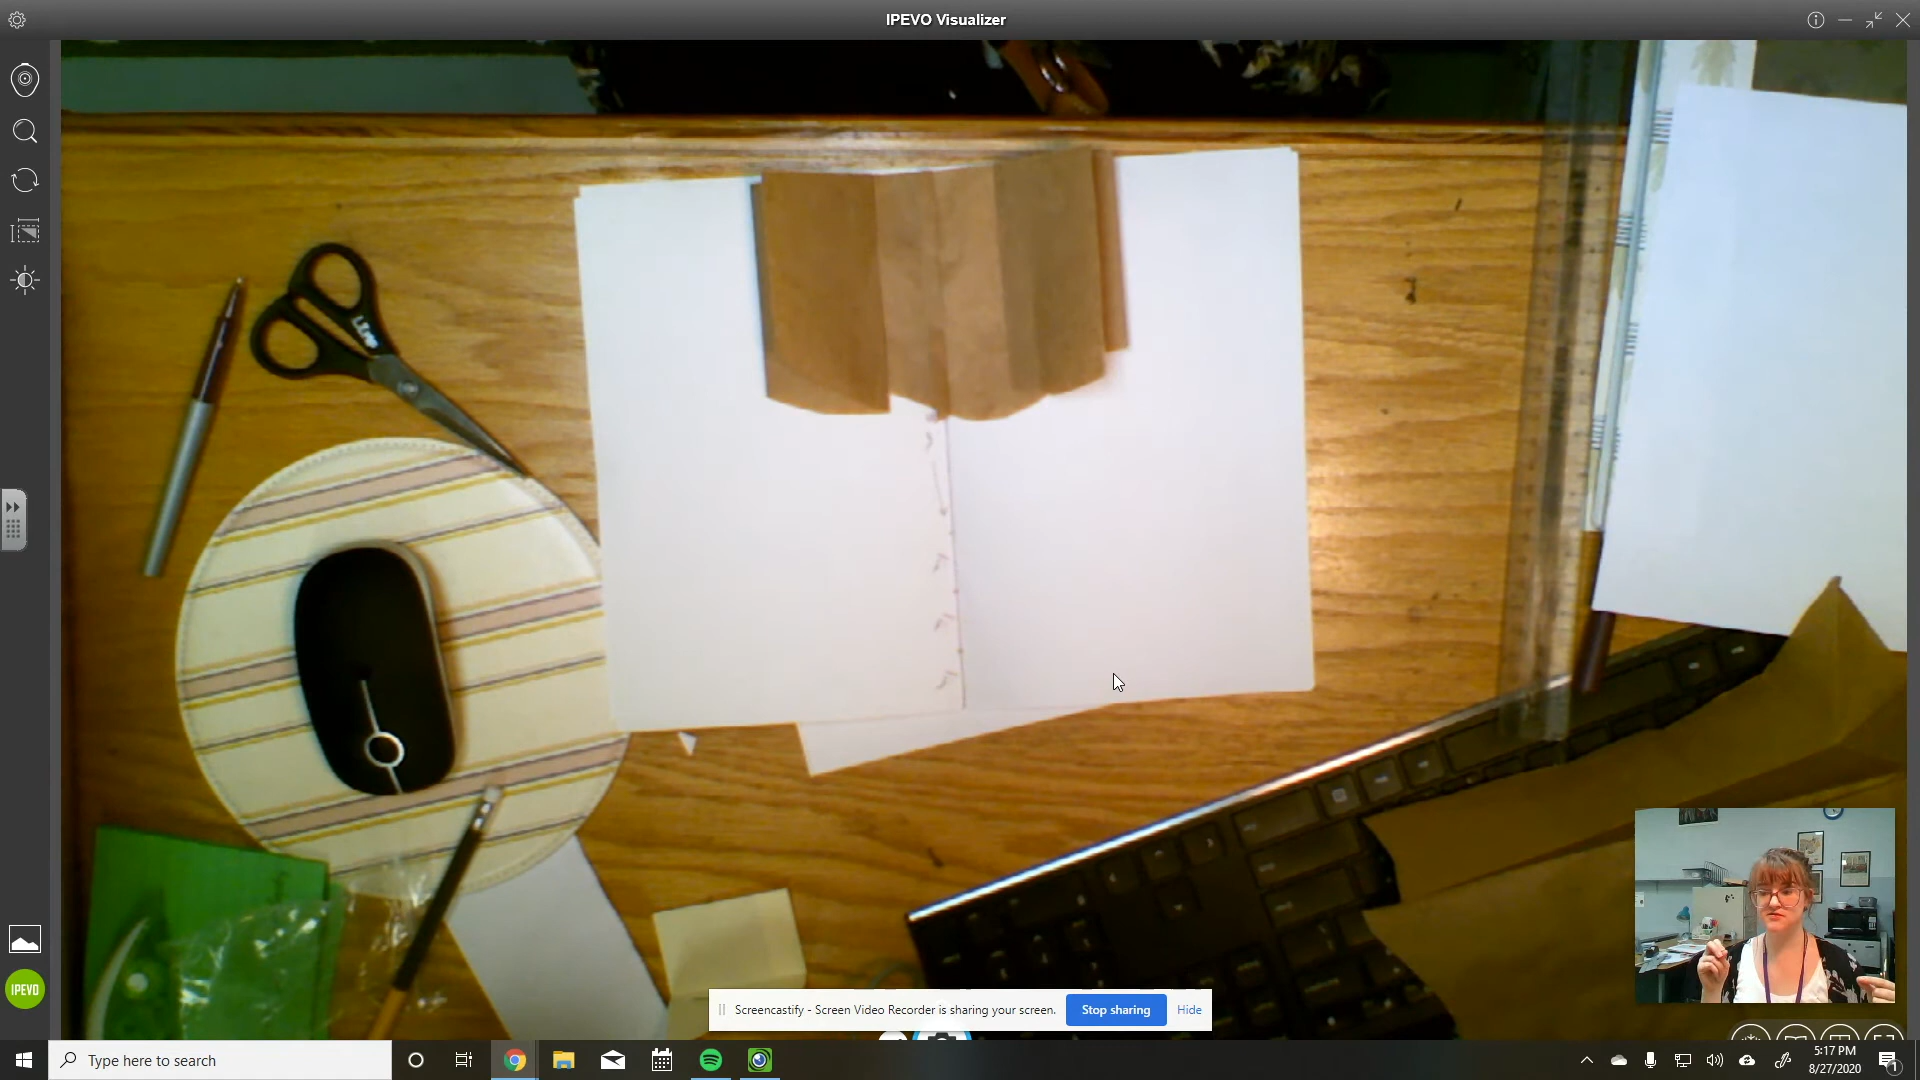 IPEVO Visualizer
IPEVO
Screencastify - Screen Video Recorder is sharing your screen.
Stop sharing
Hide
Type here to search
5:17 PM
8/27/2020
1